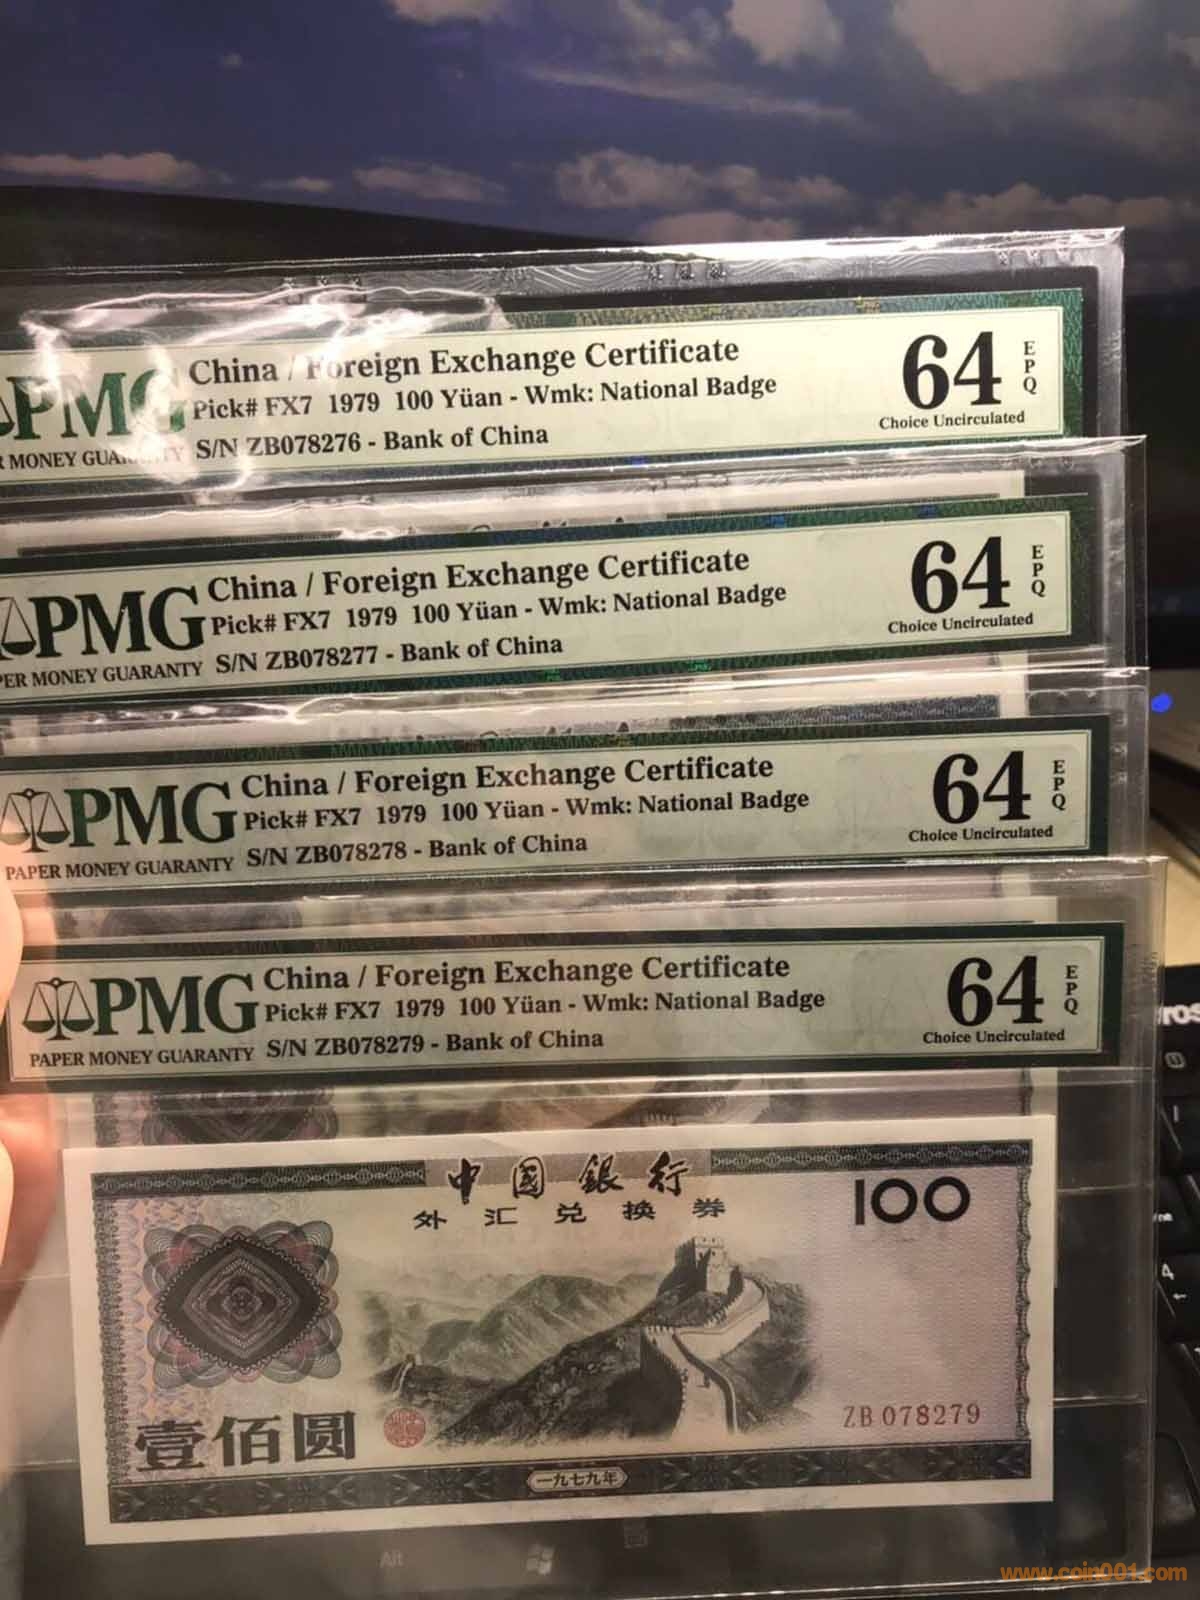 China / Foreign Exchange Certificate
Pick# FX7 1979 100 Yüan - Wmk: National Badge
S/N ZB078276 - Bank of China
PMG
MONEY
64
EPQ
Choice Uncirculated
China / Foreign Exchange Certificate
Pick# FX7 1979 100 Yüan - Wmk: National Badge
S/N ZB078277 - Bank of China
PMG
PER MONEY GUARANTY
64
EPQ
Choice Uncirculated
China / Foreign Exchange Certificate
Pick# FX7 1979 100 Yüan - Wmk: National Badge
S/N ZB078278 - Bank of China
PMG
PAPER MONEY GUARANTY
64
EPQ
Choice Uncirculated
China / Foreign Exchange Certificate
Pick# FX7 1979 100 Yüan - Wmk: National Badge
S/N ZB078279 - Bank of China
PMG
PAPER MONEY GUARANTY
64
EPQ
Choice Uncirculated
中国銀行
外汇兑换券
100
壹佰圆
ZB 078279
一九七九年
Alt
www.coin001.com